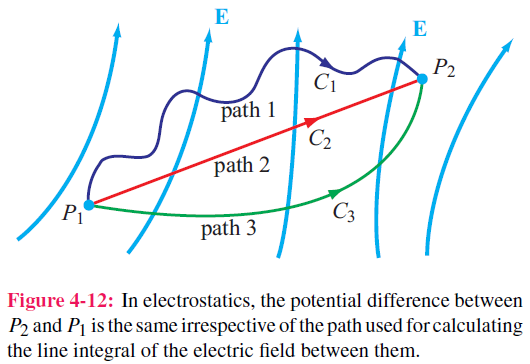 E
E
P2
C1
path 1
C2
path 2
P1
C3
path 3
Figure 4-12: In electrostatics, the potential difference between
P2 and P1 is the same irrespective of the path used for calculating
the line integral of the electric field between them.